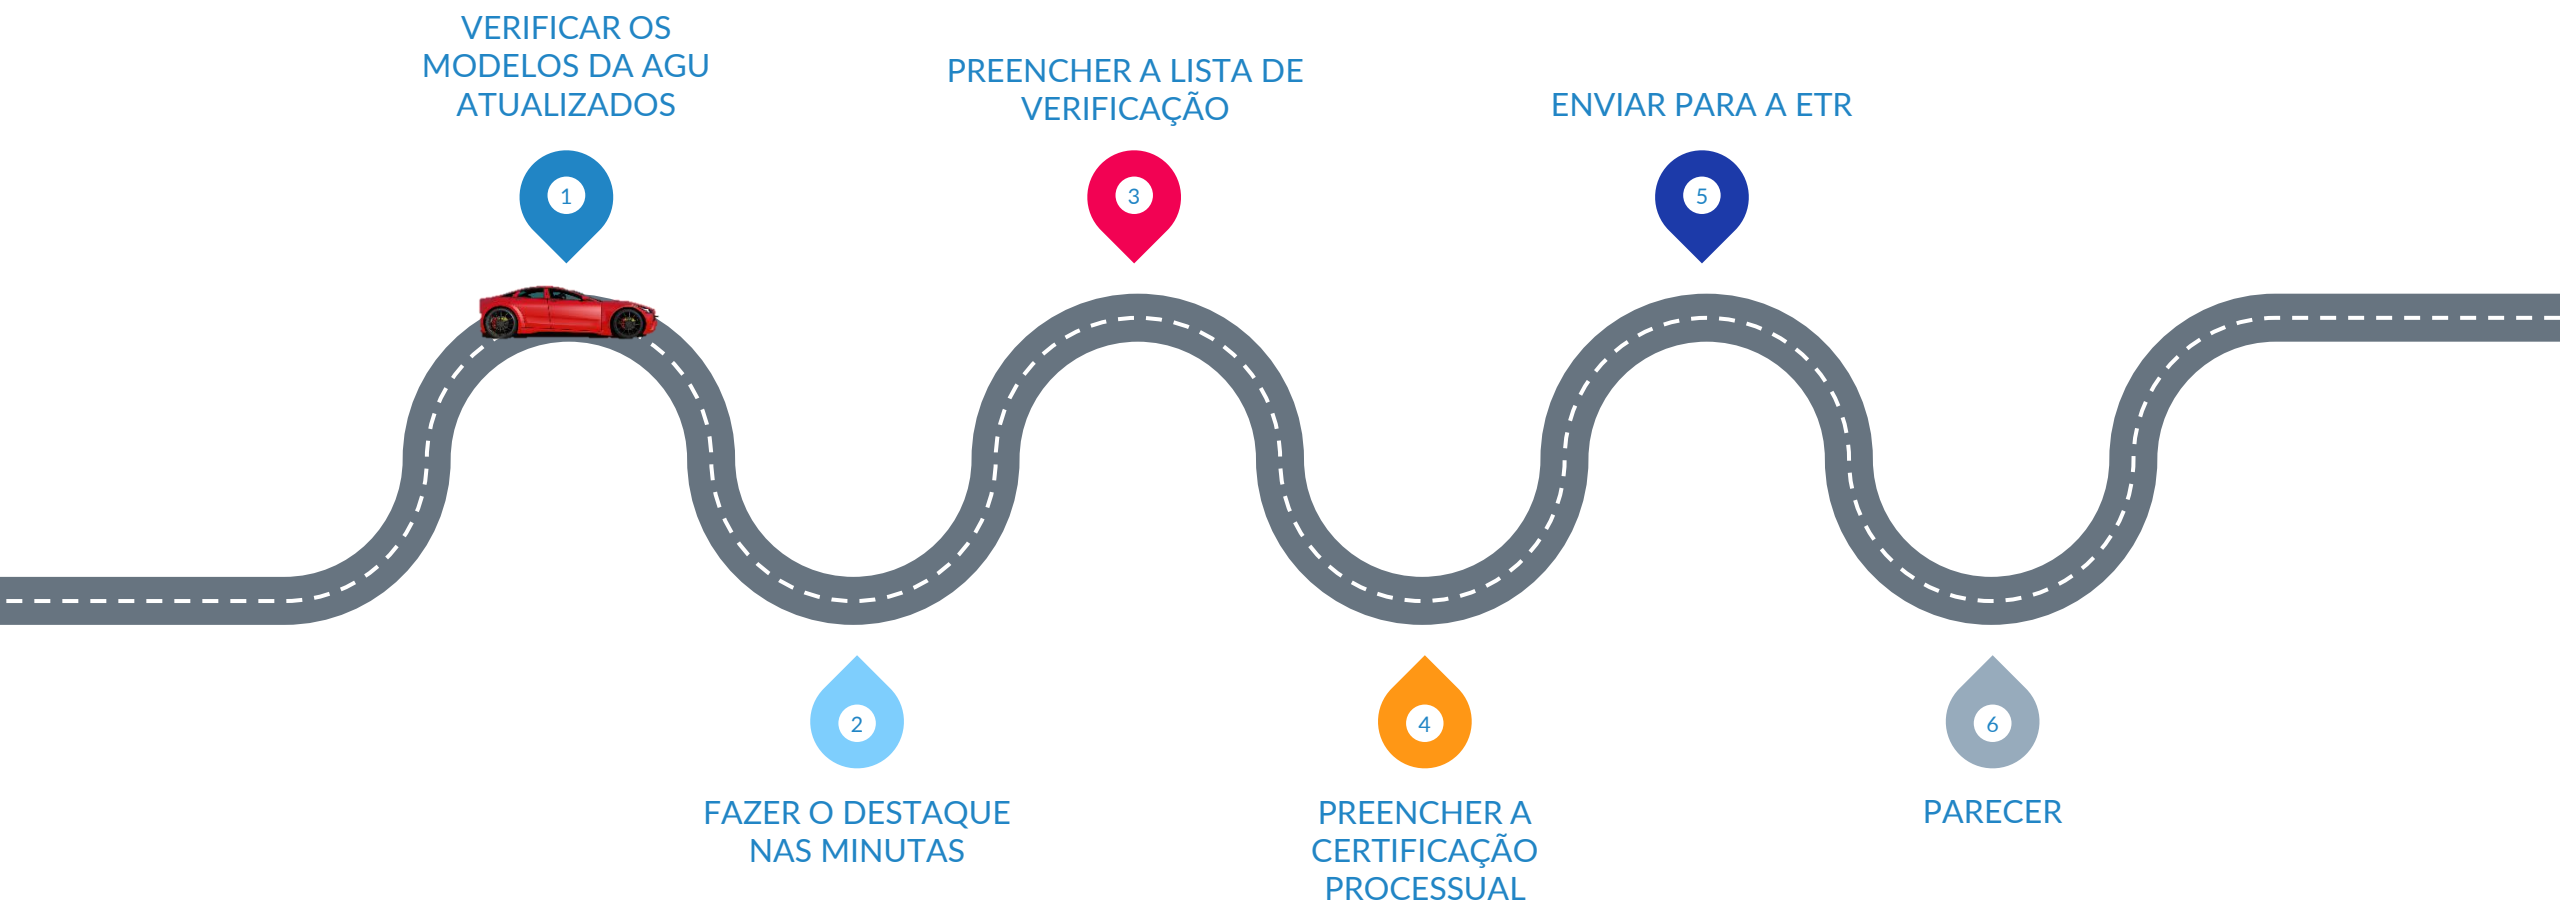 VERIFICAR OS
MODELOS DA AGU
ATUALIZADOS
1
FAZER O DESTAQUE
NAS MINUTAS
2
PREENCHER A LISTA DE
VERIFICAÇÃO
3
PREENCHER A
CERTIFICAÇÃO
PROCESSUAL
4
ENVIAR PARA A ETR
5
PARECER
6